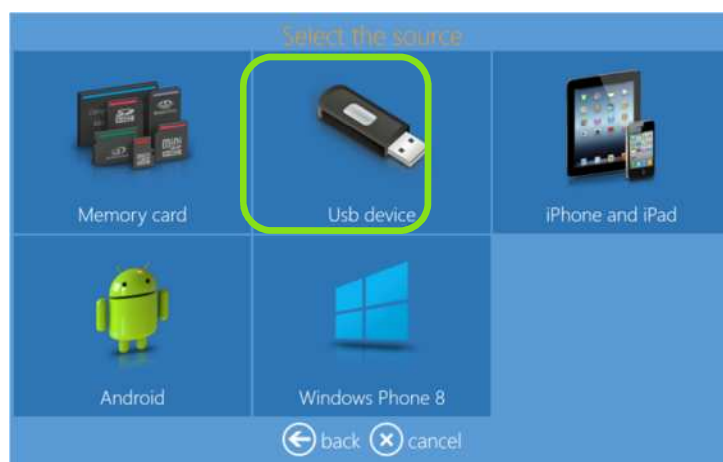 Select the source
Memory card
Usb device
iPhone and iPad
Android
Windows Phone 8
back cancel